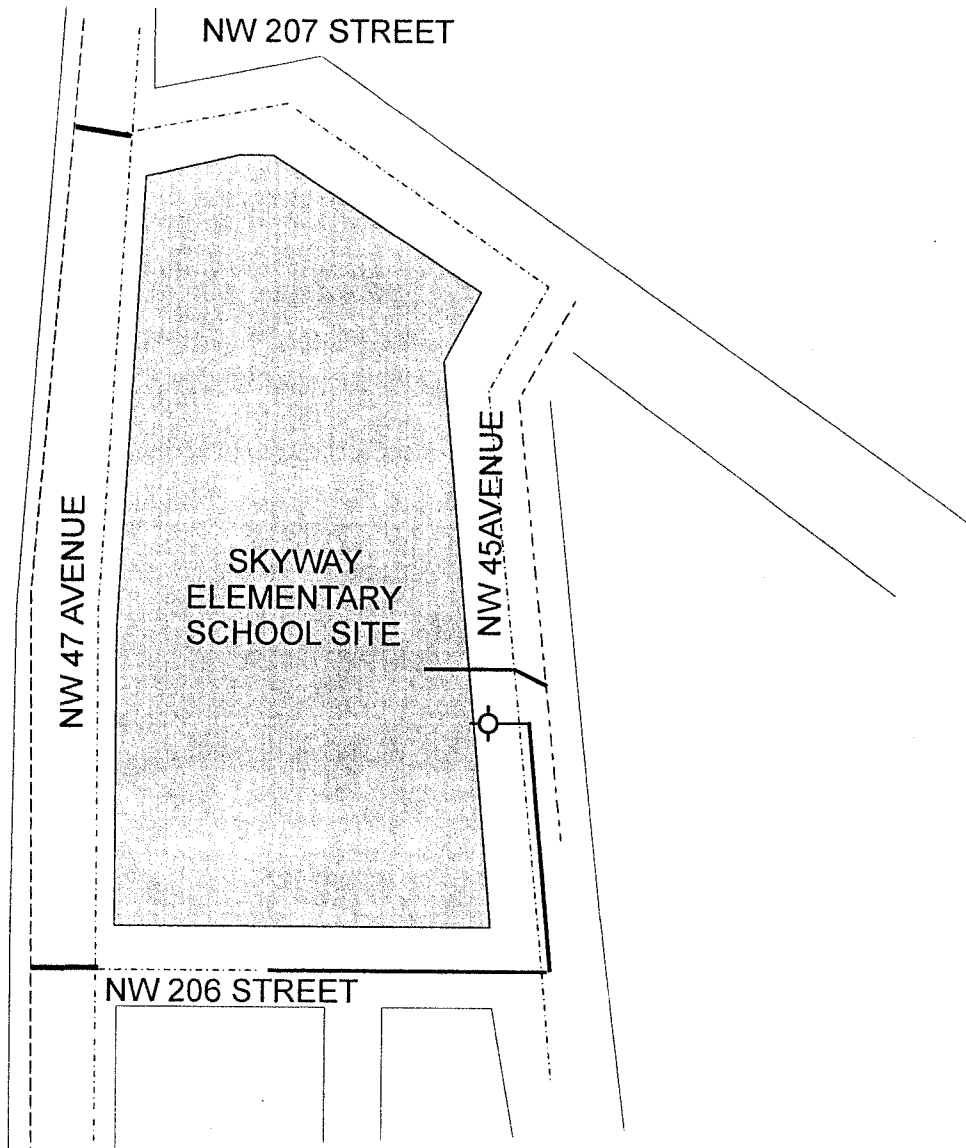 NW 207 STREET
NW 47 AVENUE
SKYWAY
ELEMENTARY
SCHOOL SITE
NW 45AVENUE
NW 206 STREET